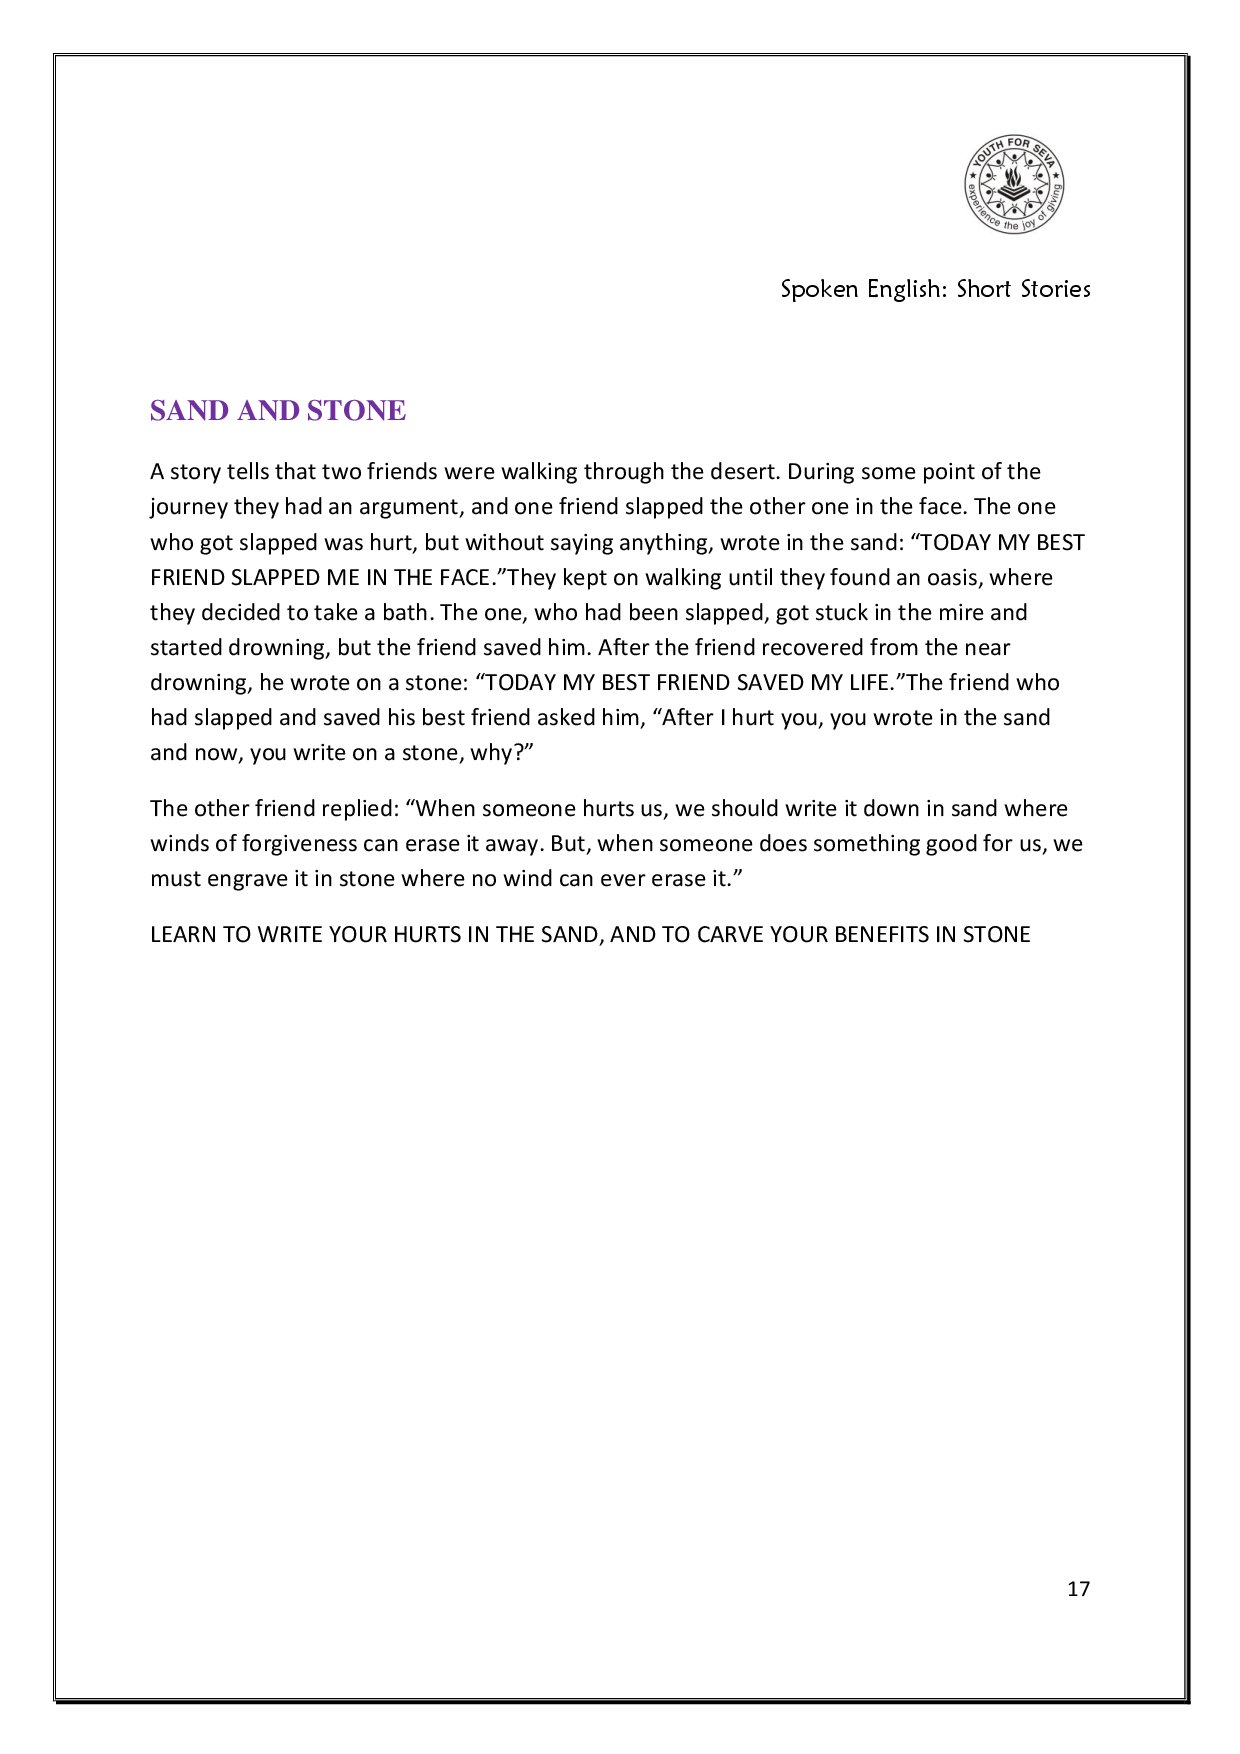 YOUTH FOR SEVA
experience the joy of giving
Spoken English: Short Stories
SAND AND STONE
A story tells that two friends were walking through the desert. During some point of the
journey they had an argument, and one friend slapped the other one in the face. The one
who got slapped was hurt, but without saying anything, wrote in the sand: “TODAY MY BEST
FRIEND SLAPPED ME IN THE FACE.”They kept on walking until they found an oasis, where
they decided to take a bath. The one, who had been slapped, got stuck in the mire and
started drowning, but the friend saved him. After the friend recovered from the near
drowning, he wrote on a stone: “TODAY MY BEST FRIEND SAVED MY LIFE.”The friend who
had slapped and saved his best friend asked him, “After I hurt you, you wrote in the sand
and now, you write on a stone, why?”
The other friend replied: “When someone hurts us, we should write it down in sand where
winds of forgiveness can erase it away. But, when someone does something good for us, we
must engrave it in stone where no wind can ever erase it.”
LEARN TO WRITE YOUR HURTS IN THE SAND, AND TO CARVE YOUR BENEFITS IN STONE
17